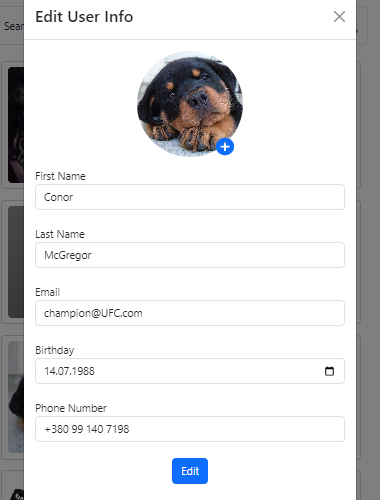 Edit User Info
First Name
Conor
Last Name
McGregor
Email
champion@UFC.com
Birthday
14.07.1988
Phone Number
+380 99 140 7198
Edit